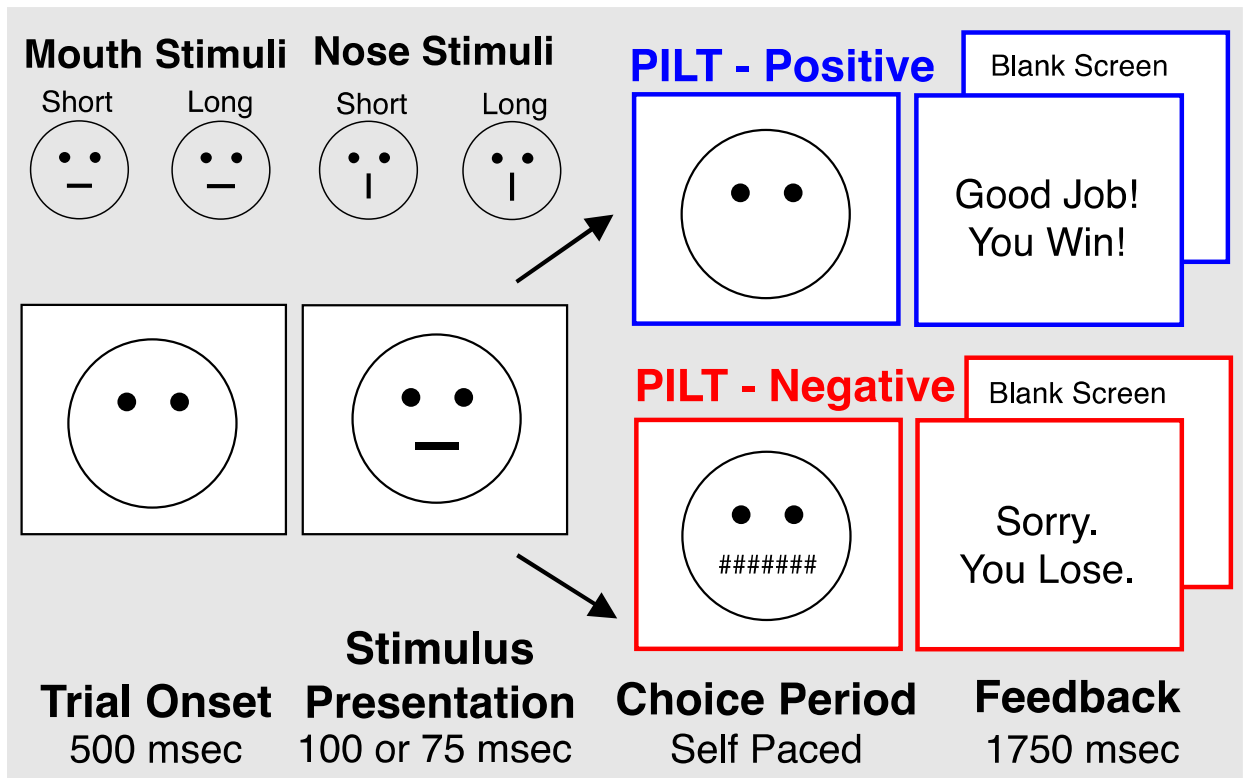 Mouth Stimuli
Short
Long
Nose Stimuli
Short
Long
PILT - Positive
Blank Screen
Good Job!
You Win!
PILT - Negative
Blank Screen
#######
Sorry.
You Lose.
Trial Onset
500 msec
Stimulus
Presentation
100 or 75 msec
Choice Period
Self Paced
Feedback
1750 msec